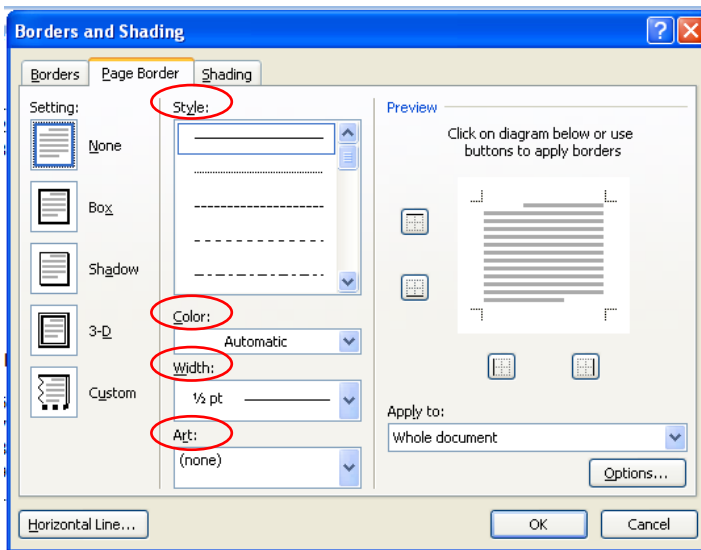 Borders and Shading
Borders
Page Border
Shading
Setting:
None
Box
Shadow
3-D
Custom
Style:
Color:
Automatic
Width:
½ pt
Art:
(none)
Preview
Click on diagram below or use
buttons to apply borders
Apply to:
Whole document
Options...
Horizontal Line...
OK
Cancel